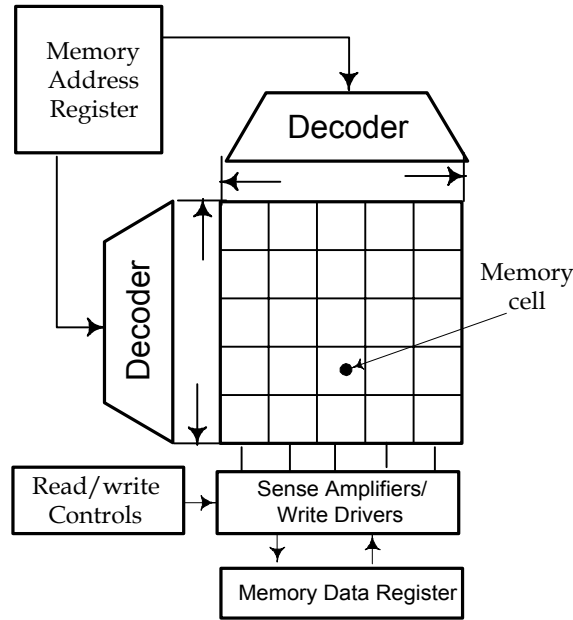 Memory
Address
Register
Decoder
Decoder
Memory
cell
Read/write
Controls
Sense Amplifiers/
Write Drivers
Memory Data Register